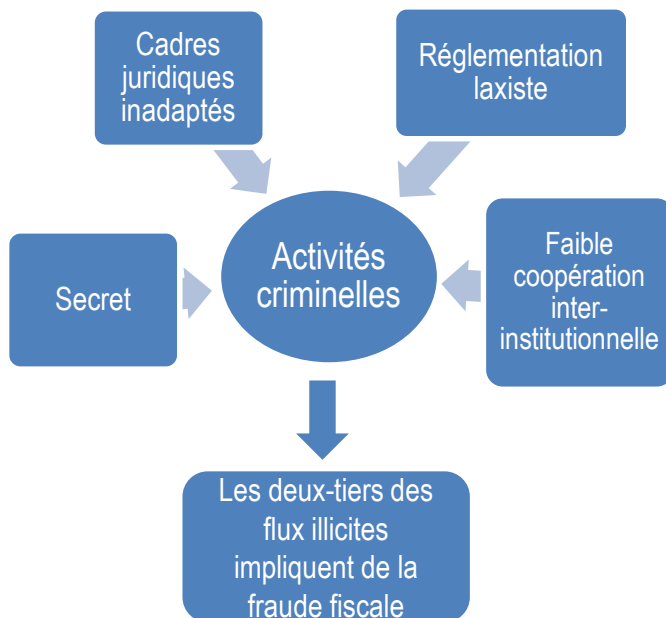 Cadres
juridiques
inadaptés
Réglementation
laxiste
Secret
Activités
criminelles
Faible
coopération
inter-
institutionnelle
Les deux-tiers des
flux illicites
impliquent de la
fraude fiscale